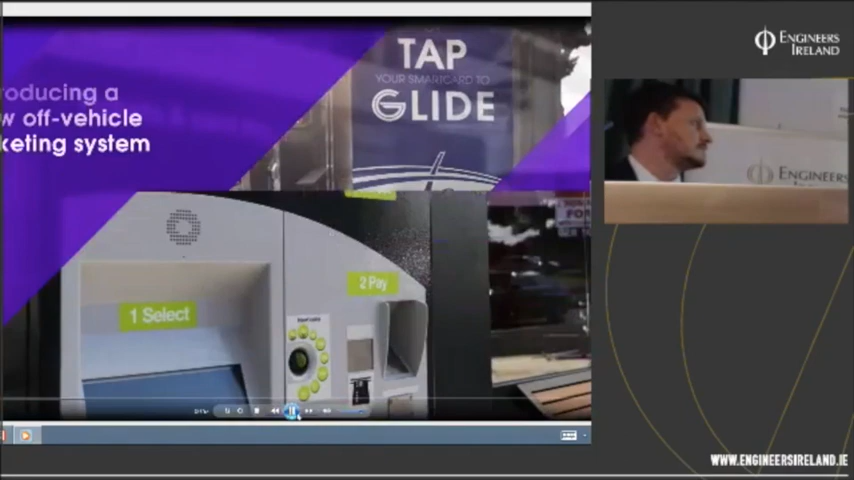 TAP
YOUR SMARTCARD TO
GLIDE
roducing a
w off-vehicle
keting system
1 Select
2 Pay
ENGINEERS
IRELAND
ENGINEERS
WWW.ENGINEERSIRELAND.IE